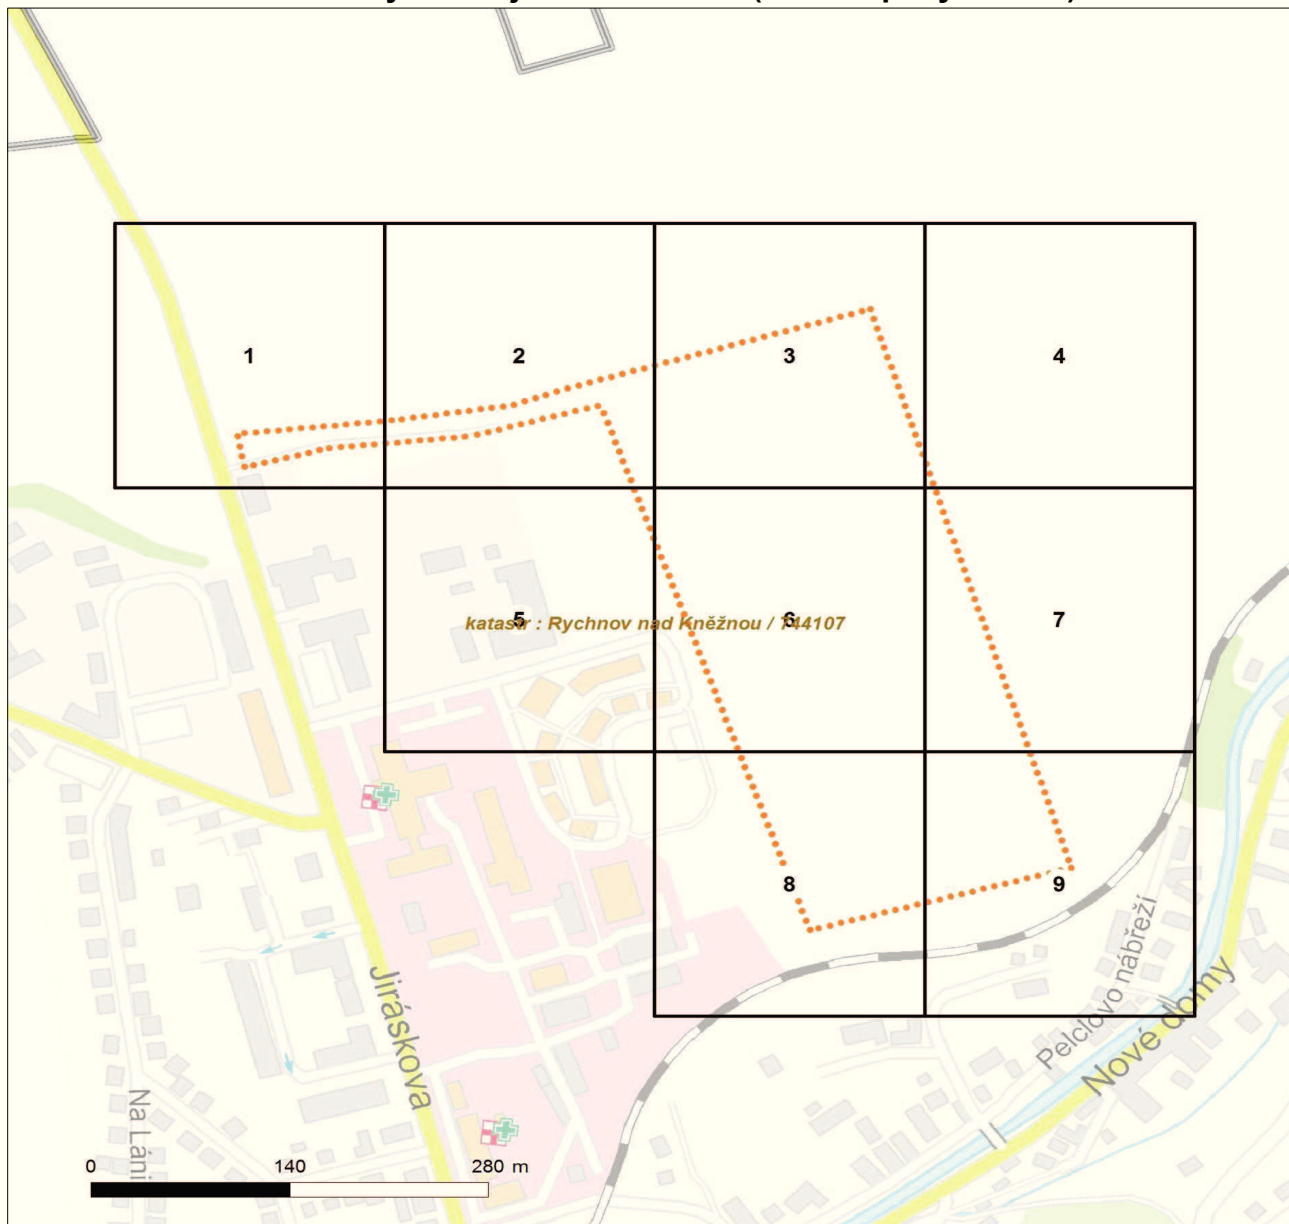 1
2
3
4
5
katastr : Rychnov nad Kněžnou / 744107
6
7
8
9
Jiráskova
Pelclovo nábřeží
Nové domy
Na Láni
0 140 280 m